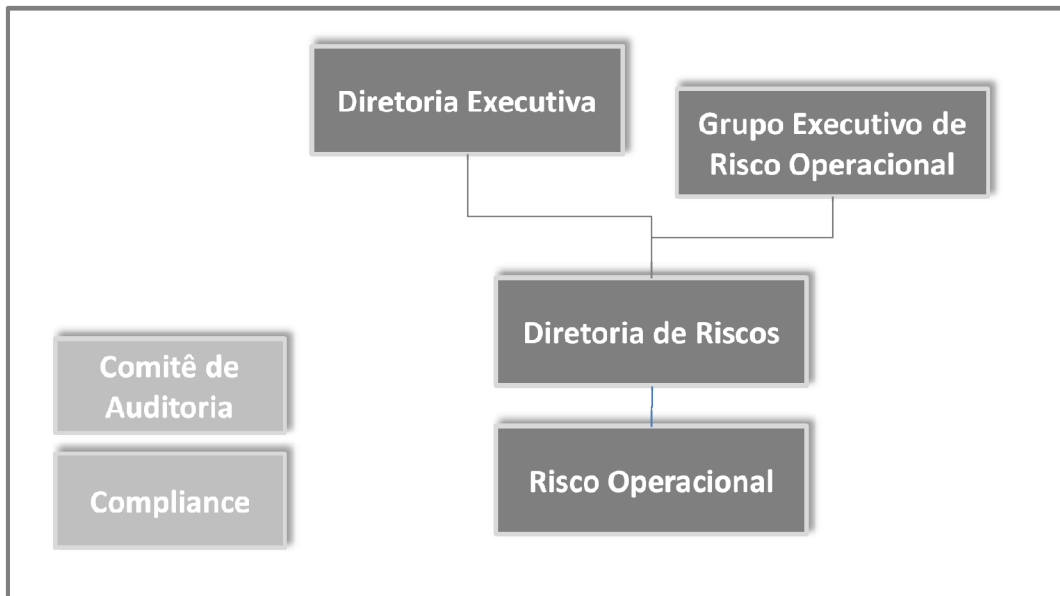 Diretoria Executiva
Grupo Executivo de
Risco Operacional
Diretoria de Riscos
Comitê de
Auditoria
Risco Operacional
Compliance